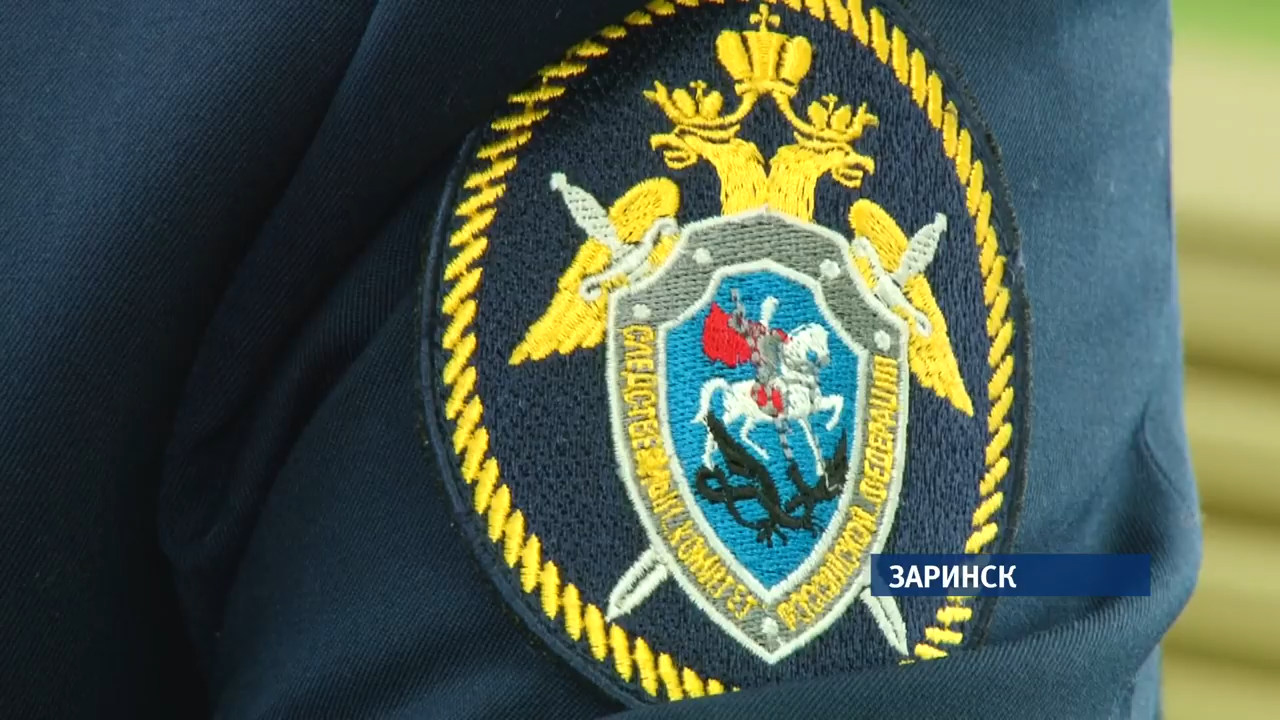 СЛЕДСТВЕННЫЙ КОМИТЕТ
РОССИЙСКОЙ ФЕДЕРАЦИИ
ЗАРИНСК